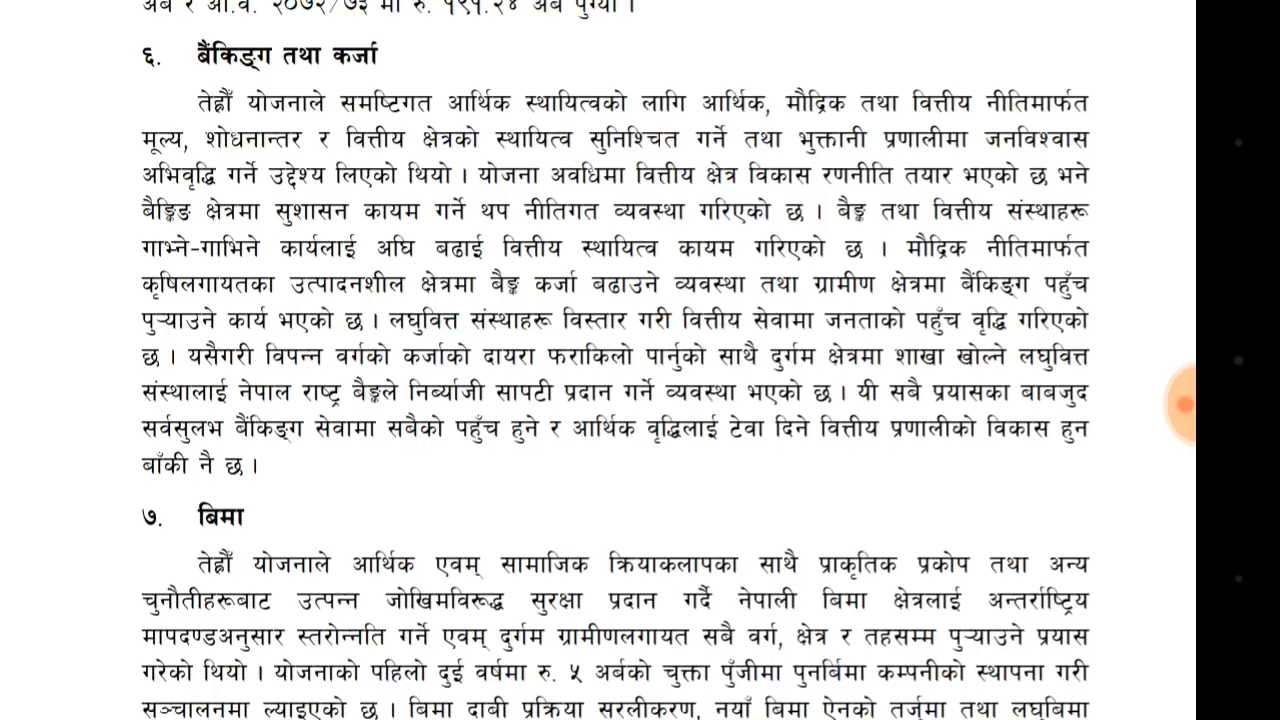 अर्ब र आ.व. २०७२/७३ मा रु. १९१.२४ अर्ब पुग्यो ।
६. बैंकिङ्ग तथा कर्जा
तेह्रौँ योजनाले समष्टिगत आर्थिक स्थायित्वको लागि आर्थिक, मौद्रिक तथा वित्तीय नीतिमार्फत
मूल्य, शोधनान्तर र वित्तीय क्षेत्रको स्थायित्व सुनिश्चित गर्ने तथा भुक्तानी प्रणालीमा जनविश्वास
अभिवृद्धि गर्ने उद्देश्य लिएको थियो । योजना अवधिमा वित्तीय क्षेत्र विकास रणनीति तयार भएको छ भने
बैङ्किङ क्षेत्रमा सुशासन कायम गर्ने थप नीतिगत व्यवस्था गरिएको छ । बैङ्क तथा वित्तीय संस्थाहरू
गाभ्ने-गाभिने कार्यलाई अघि बढाई वित्तीय स्थायित्व कायम गरिएको छ । मौद्रिक नीतिमार्फत
कृषिलगायतका उत्पादनशील क्षेत्रमा बैङ्क कर्जा बढाउने व्यवस्था तथा ग्रामीण क्षेत्रमा बैंकिङ्ग पहुँच
पुर्‍याउने कार्य भएको छ । लघुवित्त संस्थाहरू विस्तार गरी वित्तीय सेवामा जनताको पहुँच वृद्धि गरिएको
छ । यसैगरी विपन्न वर्गको कर्जाको दायरा फराकिलो पार्नुको साथै दुर्गम क्षेत्रमा शाखा खोल्ने लघुवित्त
संस्थालाई नेपाल राष्ट्र बैङ्कले निर्ब्याजी सापटी प्रदान गर्ने व्यवस्था भएको छ । यी सबै प्रयासका बाबजुद
सर्वसुलभ बैंकिङ्ग सेवामा सबैको पहुँच हुने र आर्थिक वृद्धिलाई टेवा दिने वित्तीय प्रणालीको विकास हुन
बाँकी नै छ ।
७. बिमा
तेह्रौँ योजनाले आर्थिक एवम् सामाजिक क्रियाकलापका साथै प्राकृतिक प्रकोप तथा अन्य
चुनौतीहरूबाट उत्पन्न जोखिमविरूद्ध सुरक्षा प्रदान गर्दै नेपाली बिमा क्षेत्रलाई अन्तर्राष्ट्रिय
मापदण्डअनुसार स्तरोन्नति गर्ने एवम् दुर्गम ग्रामीणलगायत सबै वर्ग, क्षेत्र र तहसम्म पुर्‍याउने प्रयास
गरेको थियो । योजनाको पहिलो दुई वर्षमा रु. ५ अर्बको चुक्ता पुँजीमा पुनर्बिमा कम्पनीको स्थापना गरी
सञ्चालनमा ल्याइएको छ । बिमा दाबी प्रक्रिया सरलीकरण, नयाँ बिमा ऐनको तर्जुमा तथा लघुबिमा